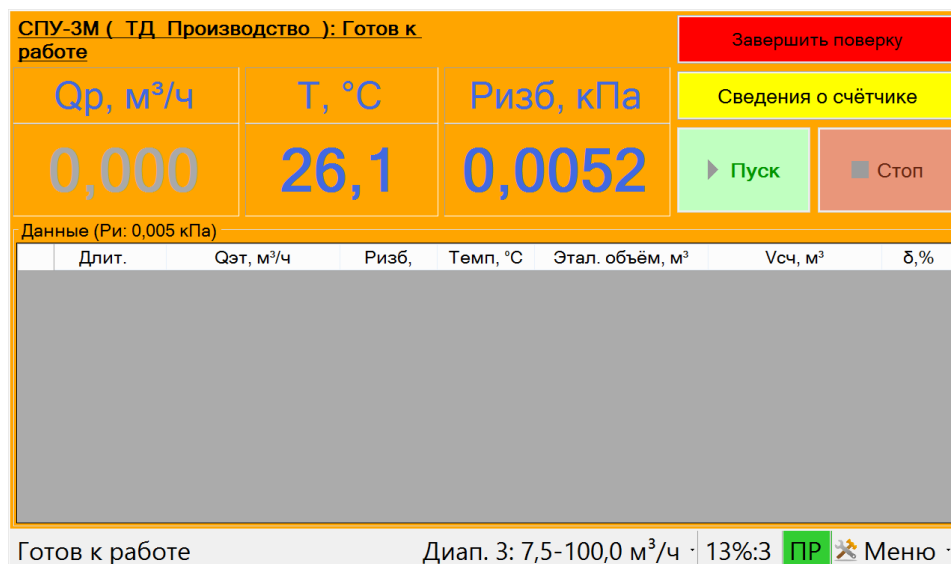 СПУ-3М ( ТД Производство ): Готов к
работе
Завершить поверку
Qр, м³/ч T, °C Ризб, кПа
Сведения о счётчике
0,000 26,1 0,0052
Пуск Стоп
Данные (Ри: 0,005 кПа)
Длит. Qэт, м³/ч Ризб, Темп, °С Этал. объём, м³ Vсч, м³ δ,%
Готов к работе Диап. 3: 7,5-100,0 м³/ч 13%:3 ПР Меню